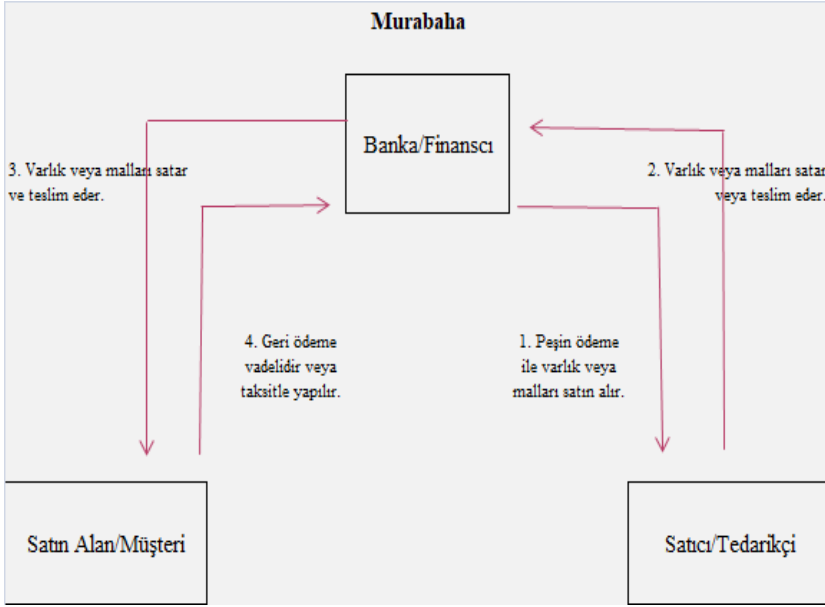 Murabaha
Banka/Finanscı
3. Varlık veya malları satar
ve teslim eder.
2. Varlık veya malları satar
veya teslim eder.
4. Geri ödeme
vadelidir veya
taksitle yapılır.
1. Peşin ödeme
ile varlık veya
malları satın alır.
Satın Alan/Müşteri
Satıcı/Tedarikçi